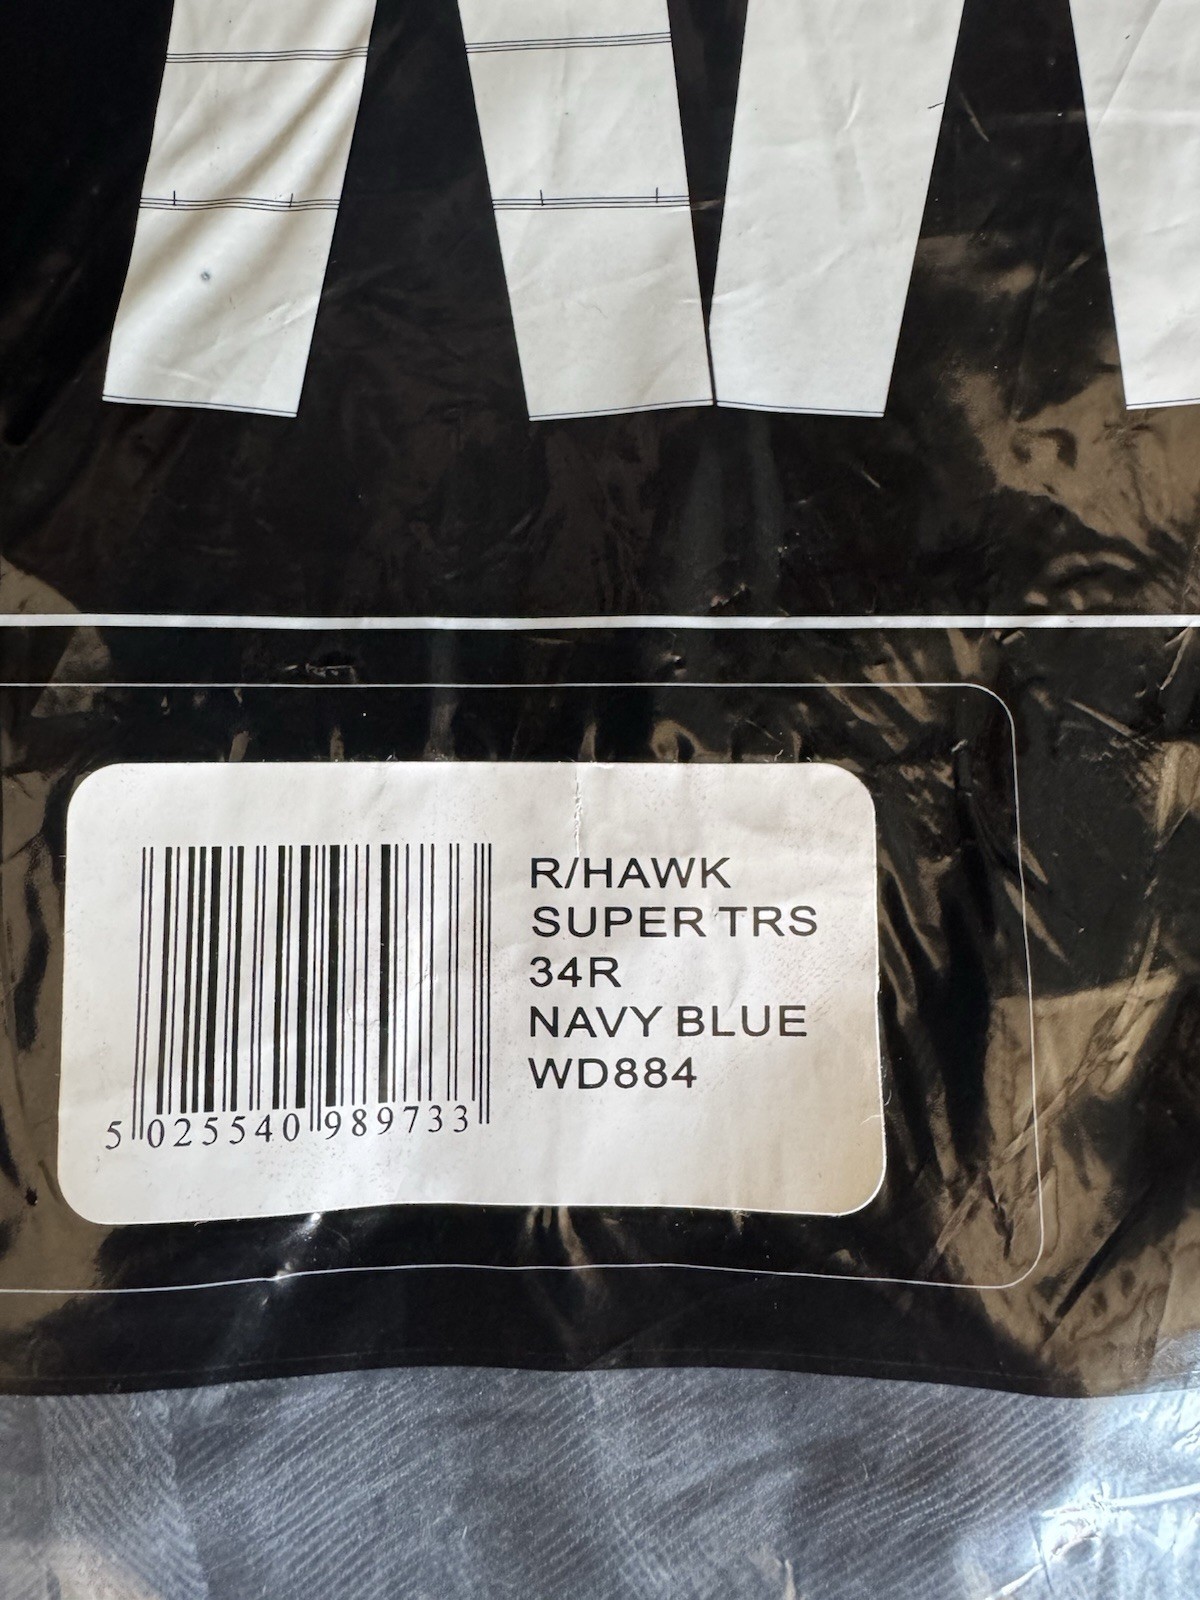 R/HAWK
SUPER TRS
34R
NAVY BLUE
WD884
5 025540 989733